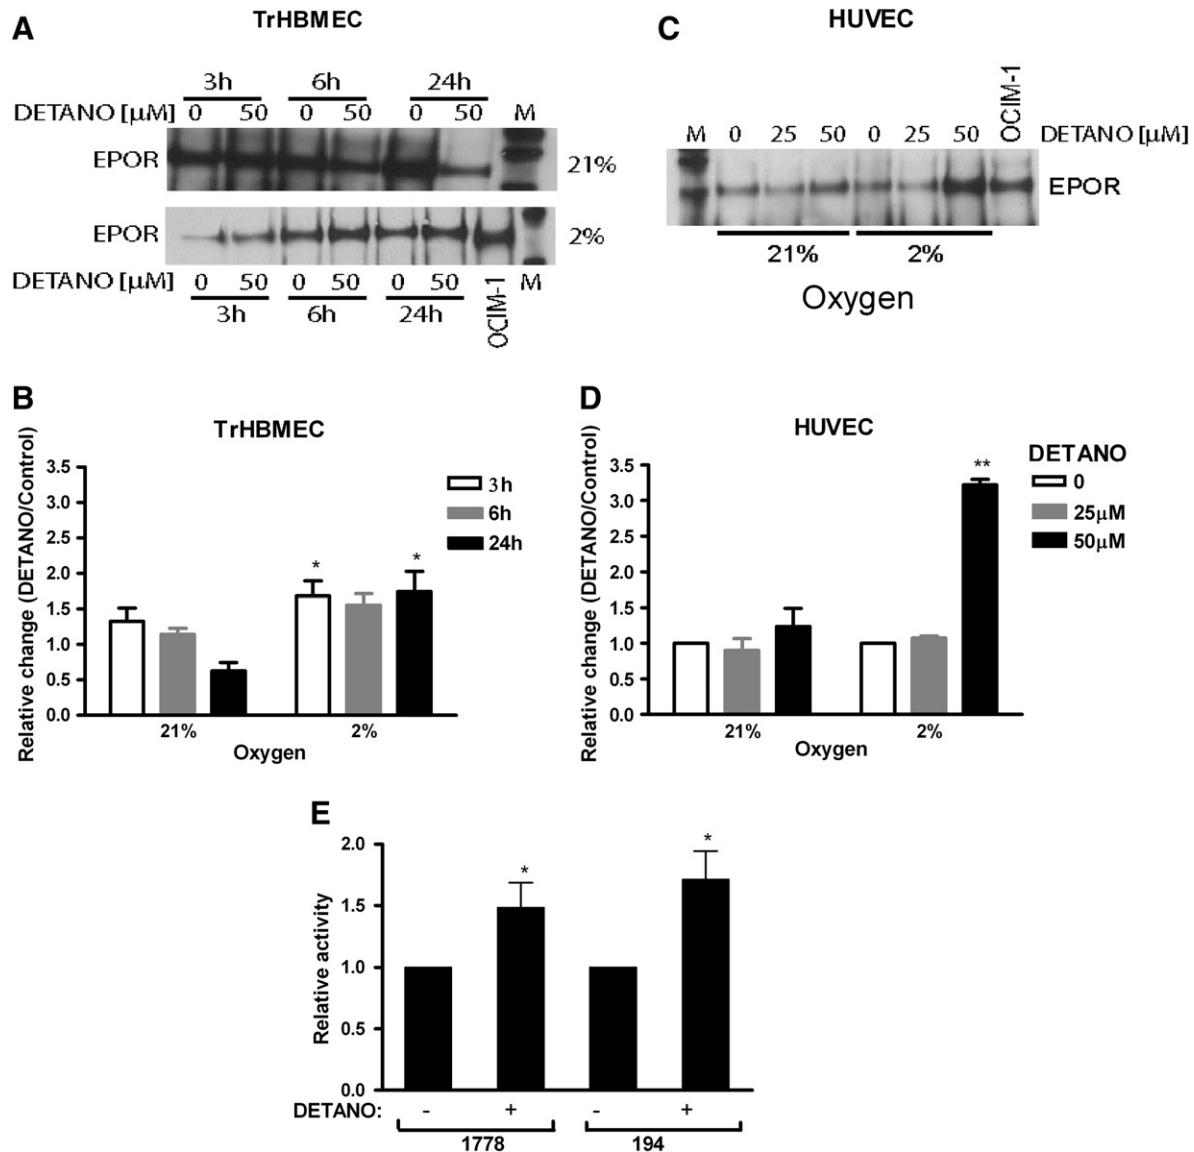 A
TrHBMEC
3h 6h 24h
DETANO [μM] 0 50 0 50 0 50 M
EPOR 21%
EPOR 2%
DETANO [μM] 0 50 0 50 0 50 OCIM-1 M
3h 6h 24h
C
HUVEC
M 0 25 50 0 25 50 OCIM-1 DETANO [μM]
EPOR
21% 2%
Oxygen
B
TrHBMEC
Relative change (DETANO/Control)
3.5
3.0
2.5
2.0
1.5
1.0
0.5
0.0
* *
3h
6h
24h
21% 2%
Oxygen
D
HUVEC
Relative change (DETANO/Control)
3.5
3.0
2.5
2.0
1.5
1.0
0.5
0.0
**
DETANO
0
25μM
50μM
21% 2%
Oxygen
E
Relative activity
2.0
1.5
1.0
0.5
0.0
* *
DETANO: - + - +
1778 194